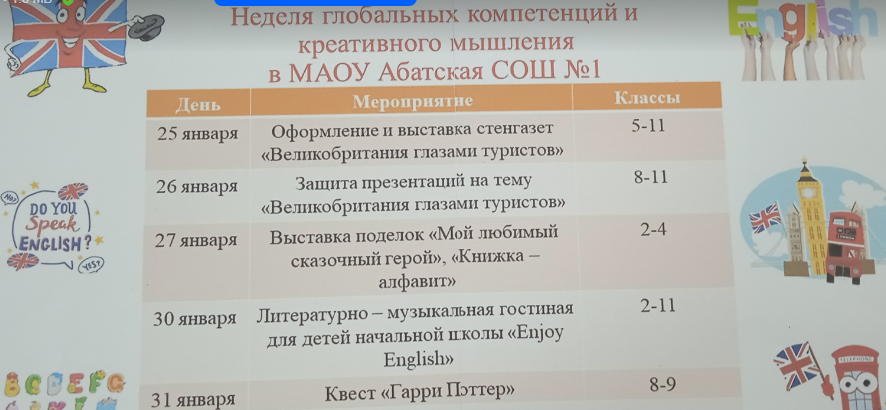 Неделя глобальных компетенций и
креативного мышления
в МАОУ Абатская СОШ №1
English
День Мероприятие Классы
25 января Оформление и выставка стенгазет 5-11
«Великобритания глазами туристов»
26 января Защита презентаций на тему 8-11
«Великобритания глазами туристов»
27 января Выставка поделок «Мой любимый 2-4
сказочный герой», «Книжка –
алфавит»
30 января Литературно – музыкальная гостиная 2-11
для детей начальной школы «Enjoy
English»
31 января Квест «Гарри Пэттер» 8-9
NO!
DO YOU
Speak
ENGLISH?
YES!
TELEPHONE